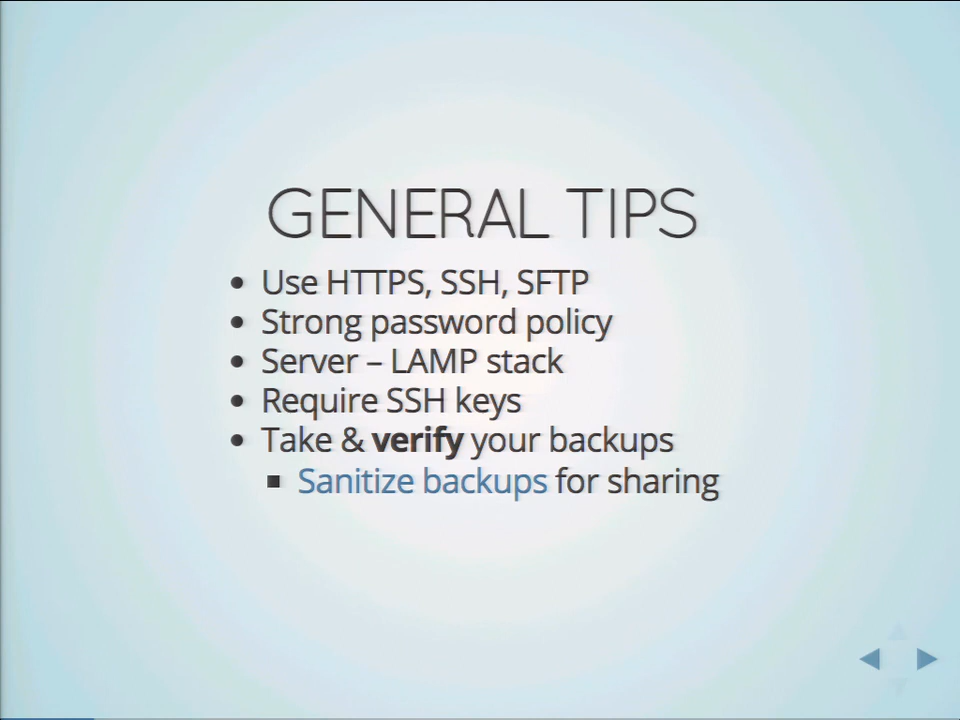 GENERAL TIPS
Use HTTPS, SSH, SFTP
Strong password policy
Server – LAMP stack
Require SSH keys
Take & verify your backups
Sanitize backups for sharing